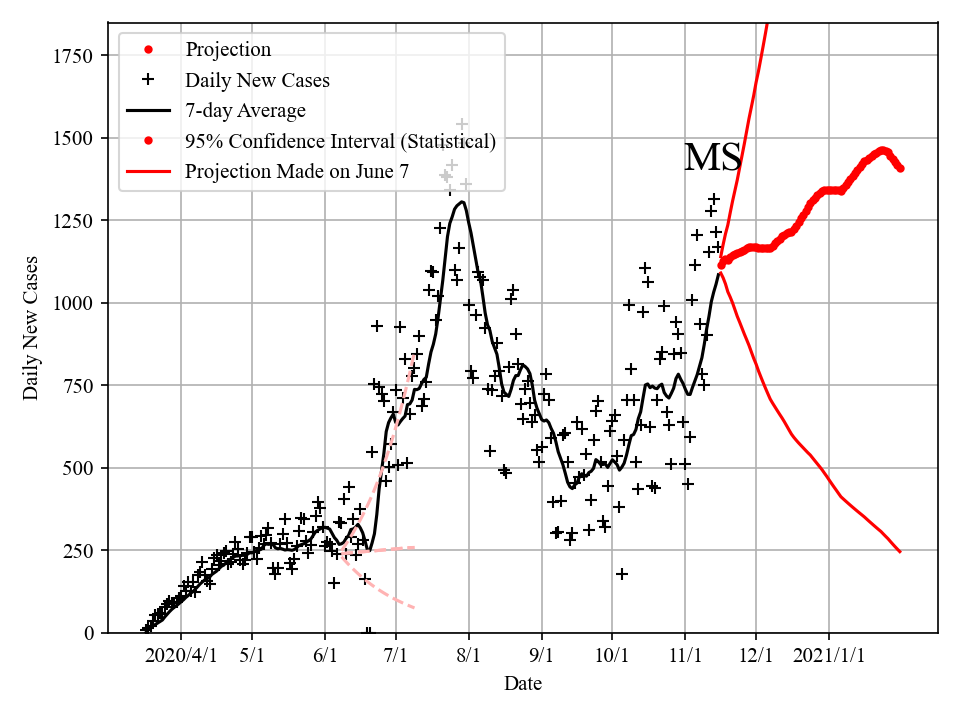 1750
1500
1250
1000
750
500
250
0
Daily New Cases
Projection
Daily New Cases
7-day Average
95% Confidence Interval (Statistical)
Projection Made on June 7
MS
2020/4/1 5/1 6/1 7/1 8/1 9/1 10/1 11/1 12/1 2021/1/1
Date